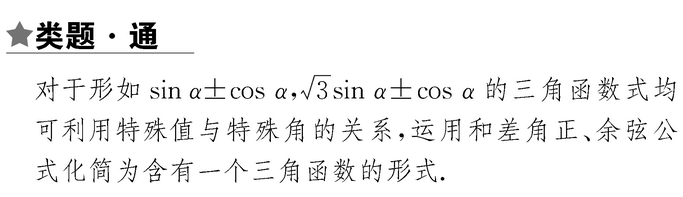 ★类题·通
对于形如 sin α±cos α,√3sin α±cos α 的三角函数式均
可利用特殊值与特殊角的关系,运用和差角正、余弦公
式化简为含有一个三角函数的形式.